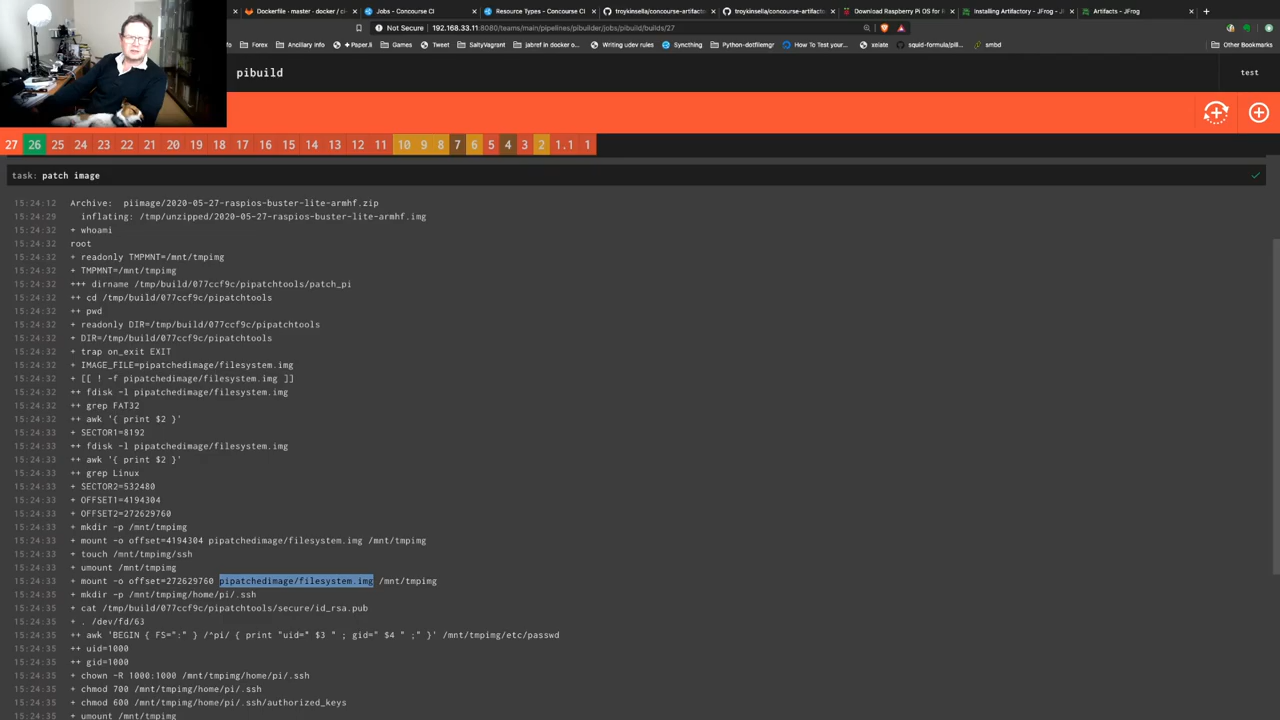 Dockerfile · master · docker / ci
Jobs - Concourse CI
Resource Types - Concourse CI
troykinsella/concourse-artifacto
troykinsella/concourse-artifacto
Download Raspberry Pi OS for R
Installing Artifactory - JFrog
Artifacts - JFrog
Not Secure 192.168.33.11:8080/teams/main/pipelines/pibuilder/jobs/pibuild/builds/27
Forex
Ancillary Info
+ Paper.li
Games
Tweet
SaltyVagrant
jabref in docker o
Writing udev rules
Syncthing
Python-dotfilemgr
How To Test your
xeiate
squid-formula/pill
smbd
Other Bookmarks
pibuild
test
27 26 25 24 23 22 21 20 19 18 17 16 15 14 13 12 11 10 9 8 7 6 5 4 3 2 1.1 1
task: patch image
15:24:12 Archive: piimage/2020-05-27-raspios-buster-lite-armhf.zip
15:24:29 inflating: /tmp/unzipped/2020-05-27-raspios-buster-lite-armhf.img
15:24:32 + whoami
15:24:32 root
15:24:32 + readonly TMPMNT=/mnt/tmpimg
15:24:32 + TMPMNT=/mnt/tmpimg
15:24:32 +++ dirname /tmp/build/077ccf9c/pipatchtools/patch_pi
15:24:32 ++ cd /tmp/build/077ccf9c/pipatchtools
15:24:32 ++ pwd
15:24:32 + readonly DIR=/tmp/build/077ccf9c/pipatchtools
15:24:32 + DIR=/tmp/build/077ccf9c/pipatchtools
15:24:32 + trap on_exit EXIT
15:24:32 + IMAGE_FILE=pipatchedimage/filesystem.img
15:24:32 + [[ ! -f pipatchedimage/filesystem.img ]]
15:24:32 ++ fdisk -l pipatchedimage/filesystem.img
15:24:32 ++ grep FAT32
15:24:32 ++ awk '{ print $2 }'
15:24:32 + SECTOR1=8192
15:24:33 ++ fdisk -l pipatchedimage/filesystem.img
15:24:33 ++ awk '{ print $2 }'
15:24:33 ++ grep Linux
15:24:33 + SECTOR2=532480
15:24:33 + OFFSET1=4194304
15:24:33 + OFFSET2=272629760
15:24:33 + mkdir -p /mnt/tmpimg
15:24:33 + mount -o offset=4194304 pipatchedimage/filesystem.img /mnt/tmpimg
15:24:33 + touch /mnt/tmpimg/ssh
15:24:33 + umount /mnt/tmpimg
15:24:33 + mount -o offset=272629760 pipatchedimage/filesystem.img /mnt/tmpimg
15:24:33 + mkdir -p /mnt/tmpimg/home/pi/.ssh
15:24:35 + cat /tmp/build/077ccf9c/pipatchtools/secure/id_rsa.pub
15:24:35 + . /dev/fd/63
15:24:35 ++ awk 'BEGIN { FS=":" } /^pi/ { print "uid=" $3 " ; gid=" $4 " ;" }' /mnt/tmpimg/etc/passwd
15:24:35 ++ uid=1000
15:24:35 ++ gid=1000
15:24:35 + chown -R 1000:1000 /mnt/tmpimg/home/pi/.ssh
15:24:35 + chmod 700 /mnt/tmpimg/home/pi/.ssh
15:24:35 + chmod 600 /mnt/tmpimg/home/pi/.ssh/authorized_keys
15:24:35 + umount /mnt/tmpimg